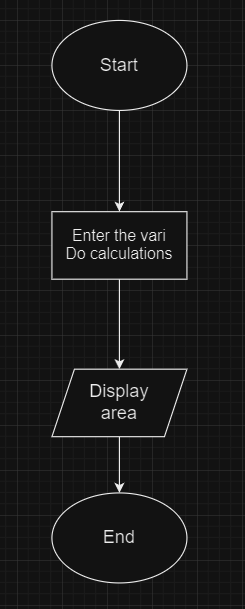 Start
Enter the vari
Do calculations
Display
area
End